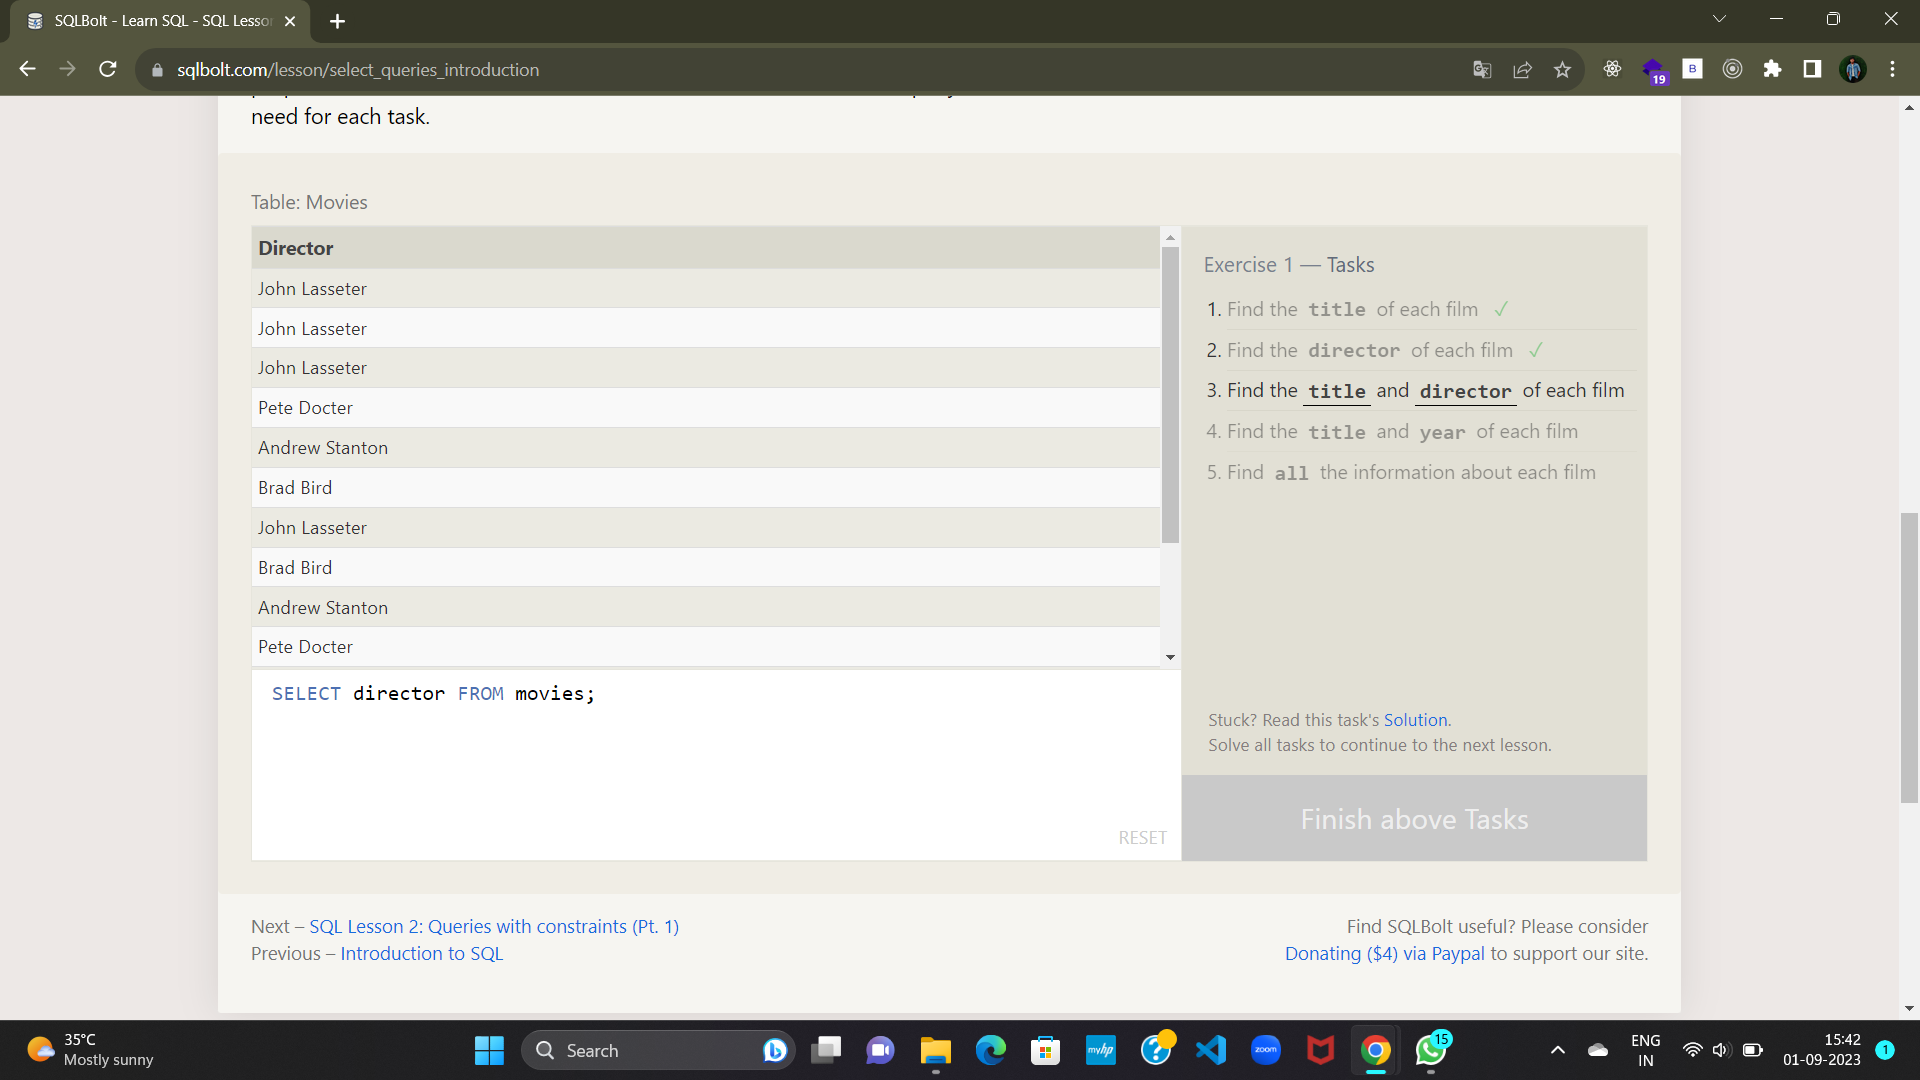 SQLBolt - Learn SQL - SQL Lesson
sqlbolt.com/lesson/select_queries_introduction
19
B
need for each task.
Table: Movies
Director
John Lasseter
John Lasseter
John Lasseter
Pete Docter
Andrew Stanton
Brad Bird
John Lasseter
Brad Bird
Andrew Stanton
Pete Docter
SELECT director FROM movies;
RESET
Exercise 1 — Tasks
1. Find the title of each film ✓
2. Find the director of each film ✓
3. Find the title and director of each film
4. Find the title and year of each film
5. Find all the information about each film
Stuck? Read this task's Solution.
Solve all tasks to continue to the next lesson.
Finish above Tasks
Next – SQL Lesson 2: Queries with constraints (Pt. 1)
Previous – Introduction to SQL
Find SQLBolt useful? Please consider
Donating ($4) via Paypal to support our site.
35°C
Mostly sunny
Search
myhp
zoom
15
ENG
IN
15:42
01-09-2023
1